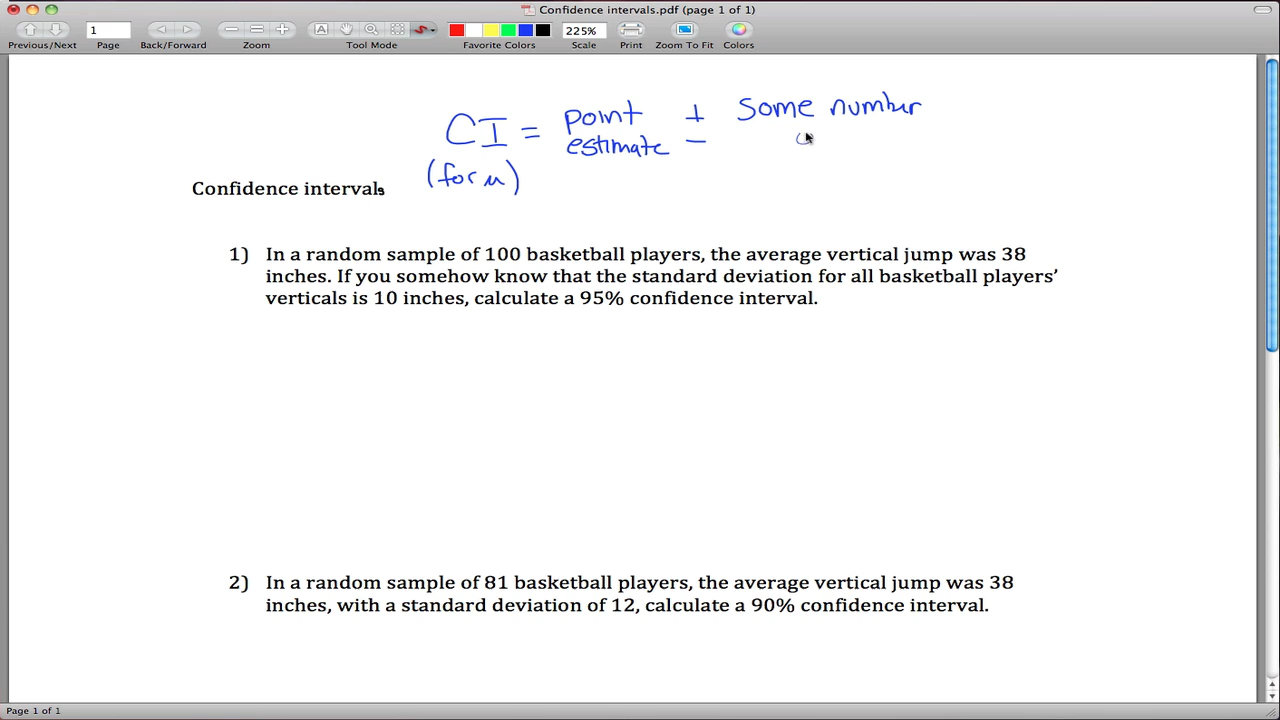 Confidence intervals.pdf (page 1 of 1)
1
225%
Previous/Next Page Back/Forward Zoom Tool Mode Favorite Colors Scale Print Zoom To Fit Colors
CI = point estimate + − some number
(for μ)
Confidence intervals
1) In a random sample of 100 basketball players, the average vertical jump was 38
inches. If you somehow know that the standard deviation for all basketball players’
verticals is 10 inches, calculate a 95% confidence interval.
2) In a random sample of 81 basketball players, the average vertical jump was 38
inches, with a standard deviation of 12, calculate a 90% confidence interval.
Page 1 of 1